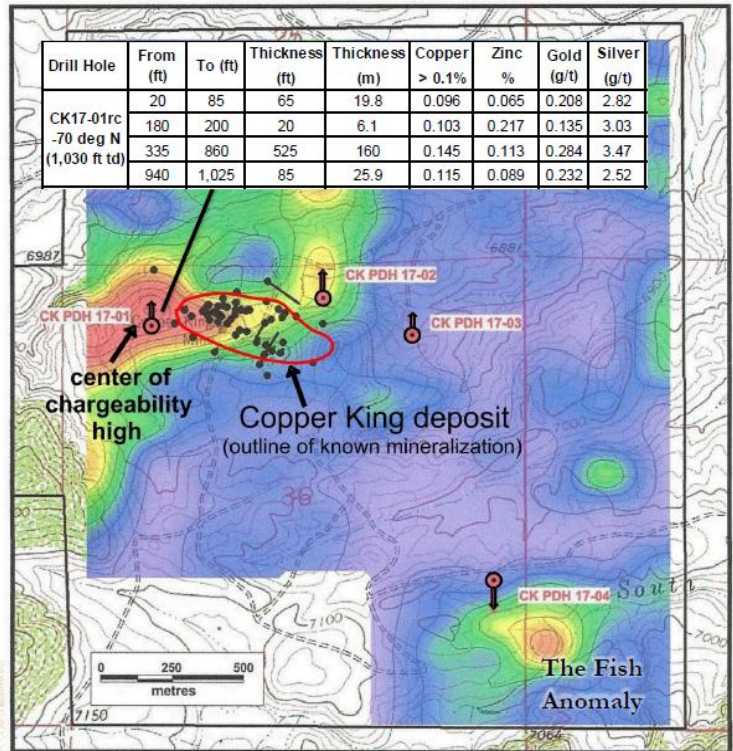 Drill Hole From (ft) To (ft) Thickness (ft) Thickness (m) Copper > 0.1% Zinc % Gold (g/t) Silver (g/t)
CK17-01rc -70 deg N (1,030 ft td)
20 85 65 19.8 0.096 0.065 0.208 2.82
180 200 20 6.1 0.103 0.217 0.135 3.03
335 860 525 160 0.145 0.113 0.284 3.47
940 1,025 85 25.9 0.115 0.089 0.232 2.52
6987
6881
CK PDH 17-02
CK PDH 17-01
CK PDH 17-03
center of
chargeability
high
Copper King deposit
(outline of known mineralization)
7000
36
CK PDH 17-04
South
7100
7000
0 250 500
metres
The Fish
Anomaly
7150
7064